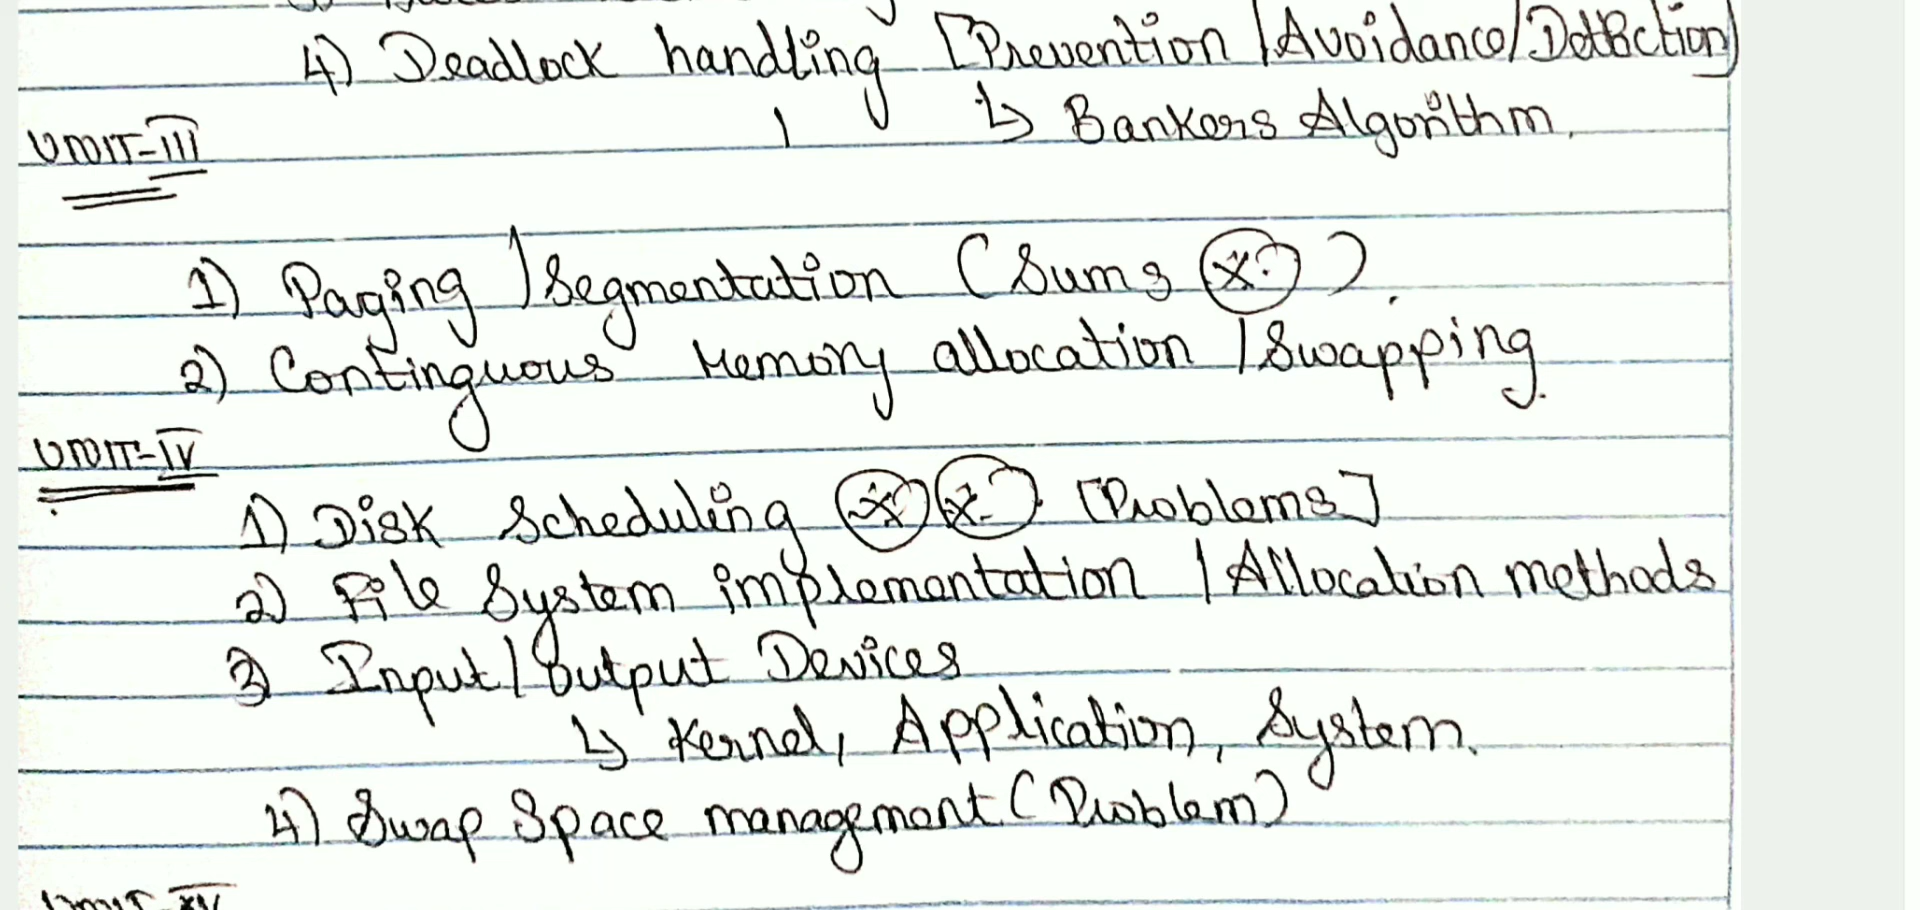 4) Deadlock handling [Prevention / Avoidance / Detection]
↳ Bankers Algorithm.
UNIT-III
1) Paging / Segmentation (Sums *)
2) Continguous Memory allocation / Swapping.
UNIT-IV
1) Disk Scheduling * * [Problems]
2) File System implementation / Allocation methods
3) Input / Output Devices
↳ Kernel, Application, System.
4) Swap Space management (Problem)